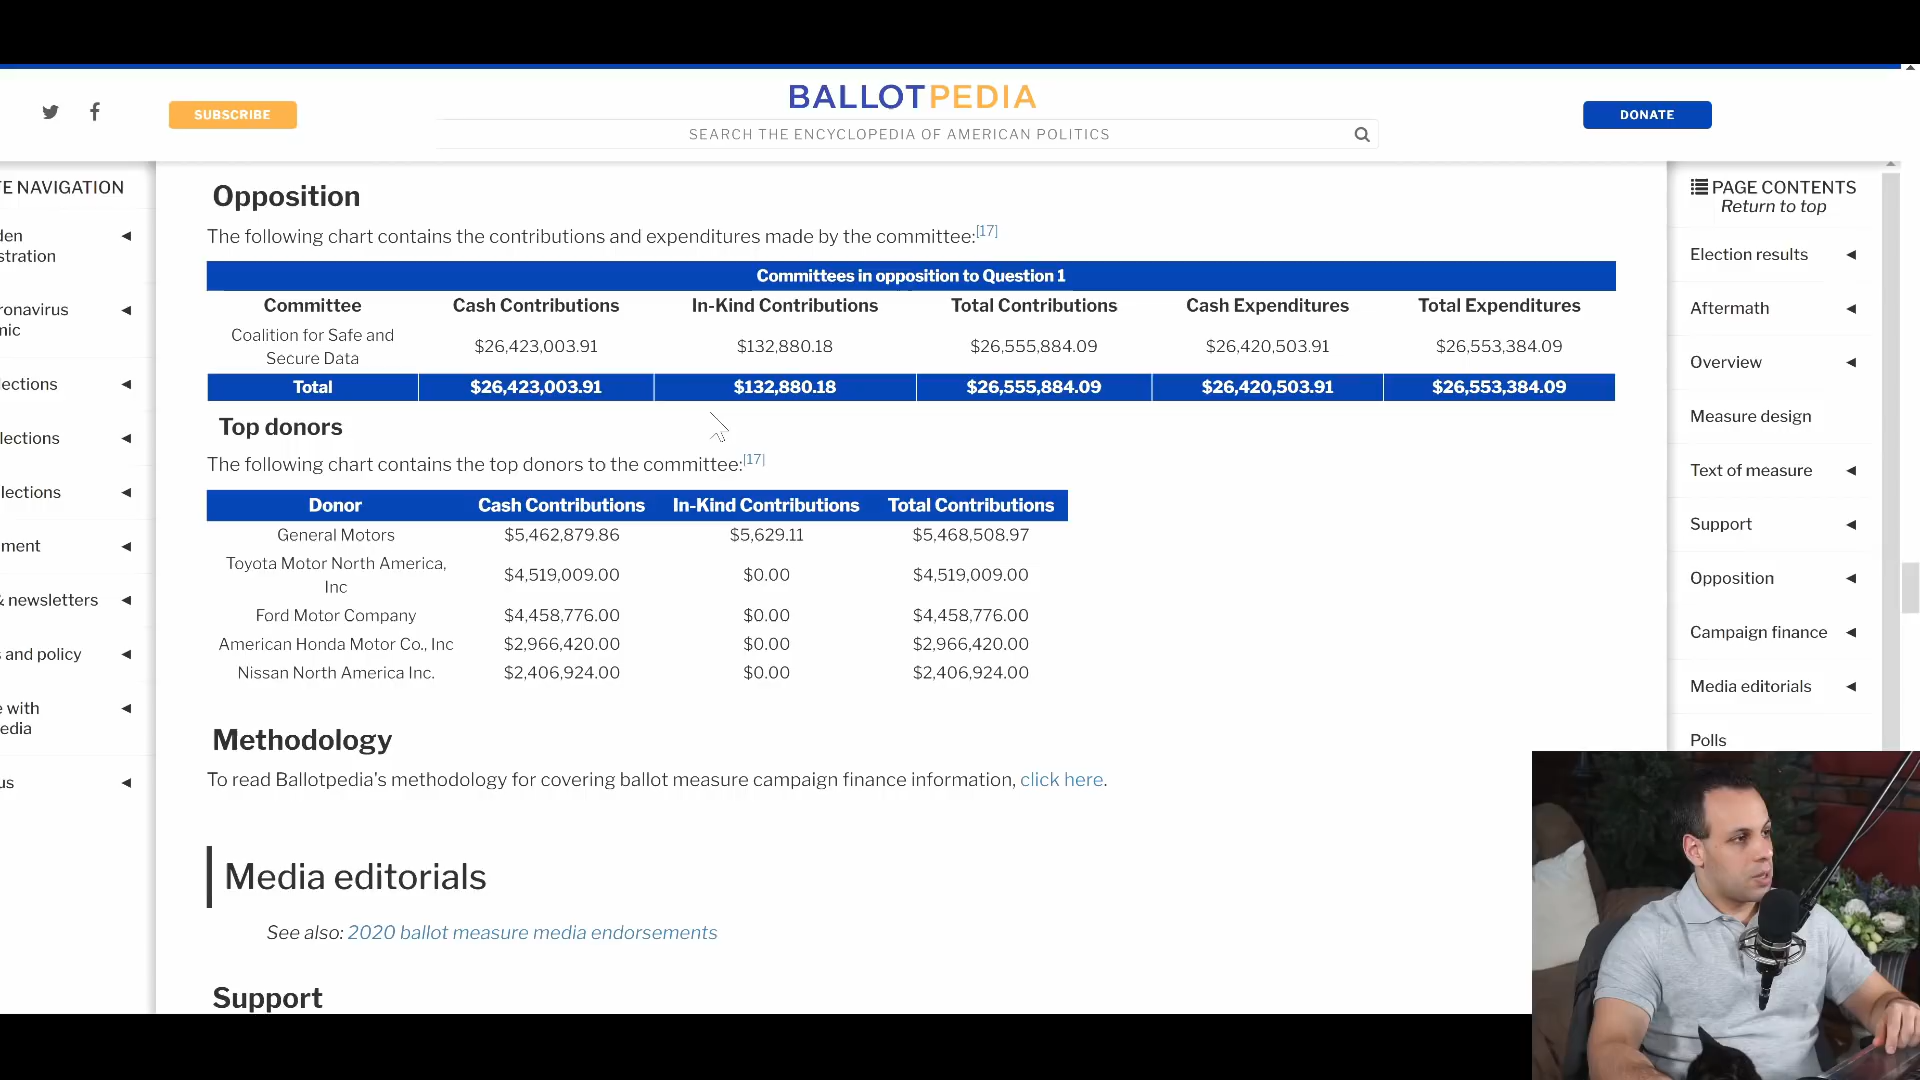 SUBSCRIBE
BALLOTPEDIA
SEARCH THE ENCYCLOPEDIA OF AMERICAN POLITICS
DONATE
E NAVIGATION
den
stration
ronavirus
nic
lections
lections
lections
ment
& newsletters
s and policy
e with
edia
us
Opposition
The following chart contains the contributions and expenditures made by the committee:[17]
Committees in opposition to Question 1
Committee Cash Contributions In-Kind Contributions Total Contributions Cash Expenditures Total Expenditures
Coalition for Safe and
Secure Data $26,423,003.91 $132,880.18 $26,555,884.09 $26,420,503.91 $26,553,384.09
Total $26,423,003.91 $132,880.18 $26,555,884.09 $26,420,503.91 $26,553,384.09
Top donors
The following chart contains the top donors to the committee:[17]
Donor Cash Contributions In-Kind Contributions Total Contributions
General Motors $5,462,879.86 $5,629.11 $5,468,508.97
Toyota Motor North America,
Inc $4,519,009.00 $0.00 $4,519,009.00
Ford Motor Company $4,458,776.00 $0.00 $4,458,776.00
American Honda Motor Co., Inc $2,966,420.00 $0.00 $2,966,420.00
Nissan North America Inc. $2,406,924.00 $0.00 $2,406,924.00
Methodology
To read Ballotpedia's methodology for covering ballot measure campaign finance information, click here.
Media editorials
See also: 2020 ballot measure media endorsements
Support
PAGE CONTENTS
Return to top
Election results
Aftermath
Overview
Measure design
Text of measure
Support
Opposition
Campaign finance
Media editorials
Polls